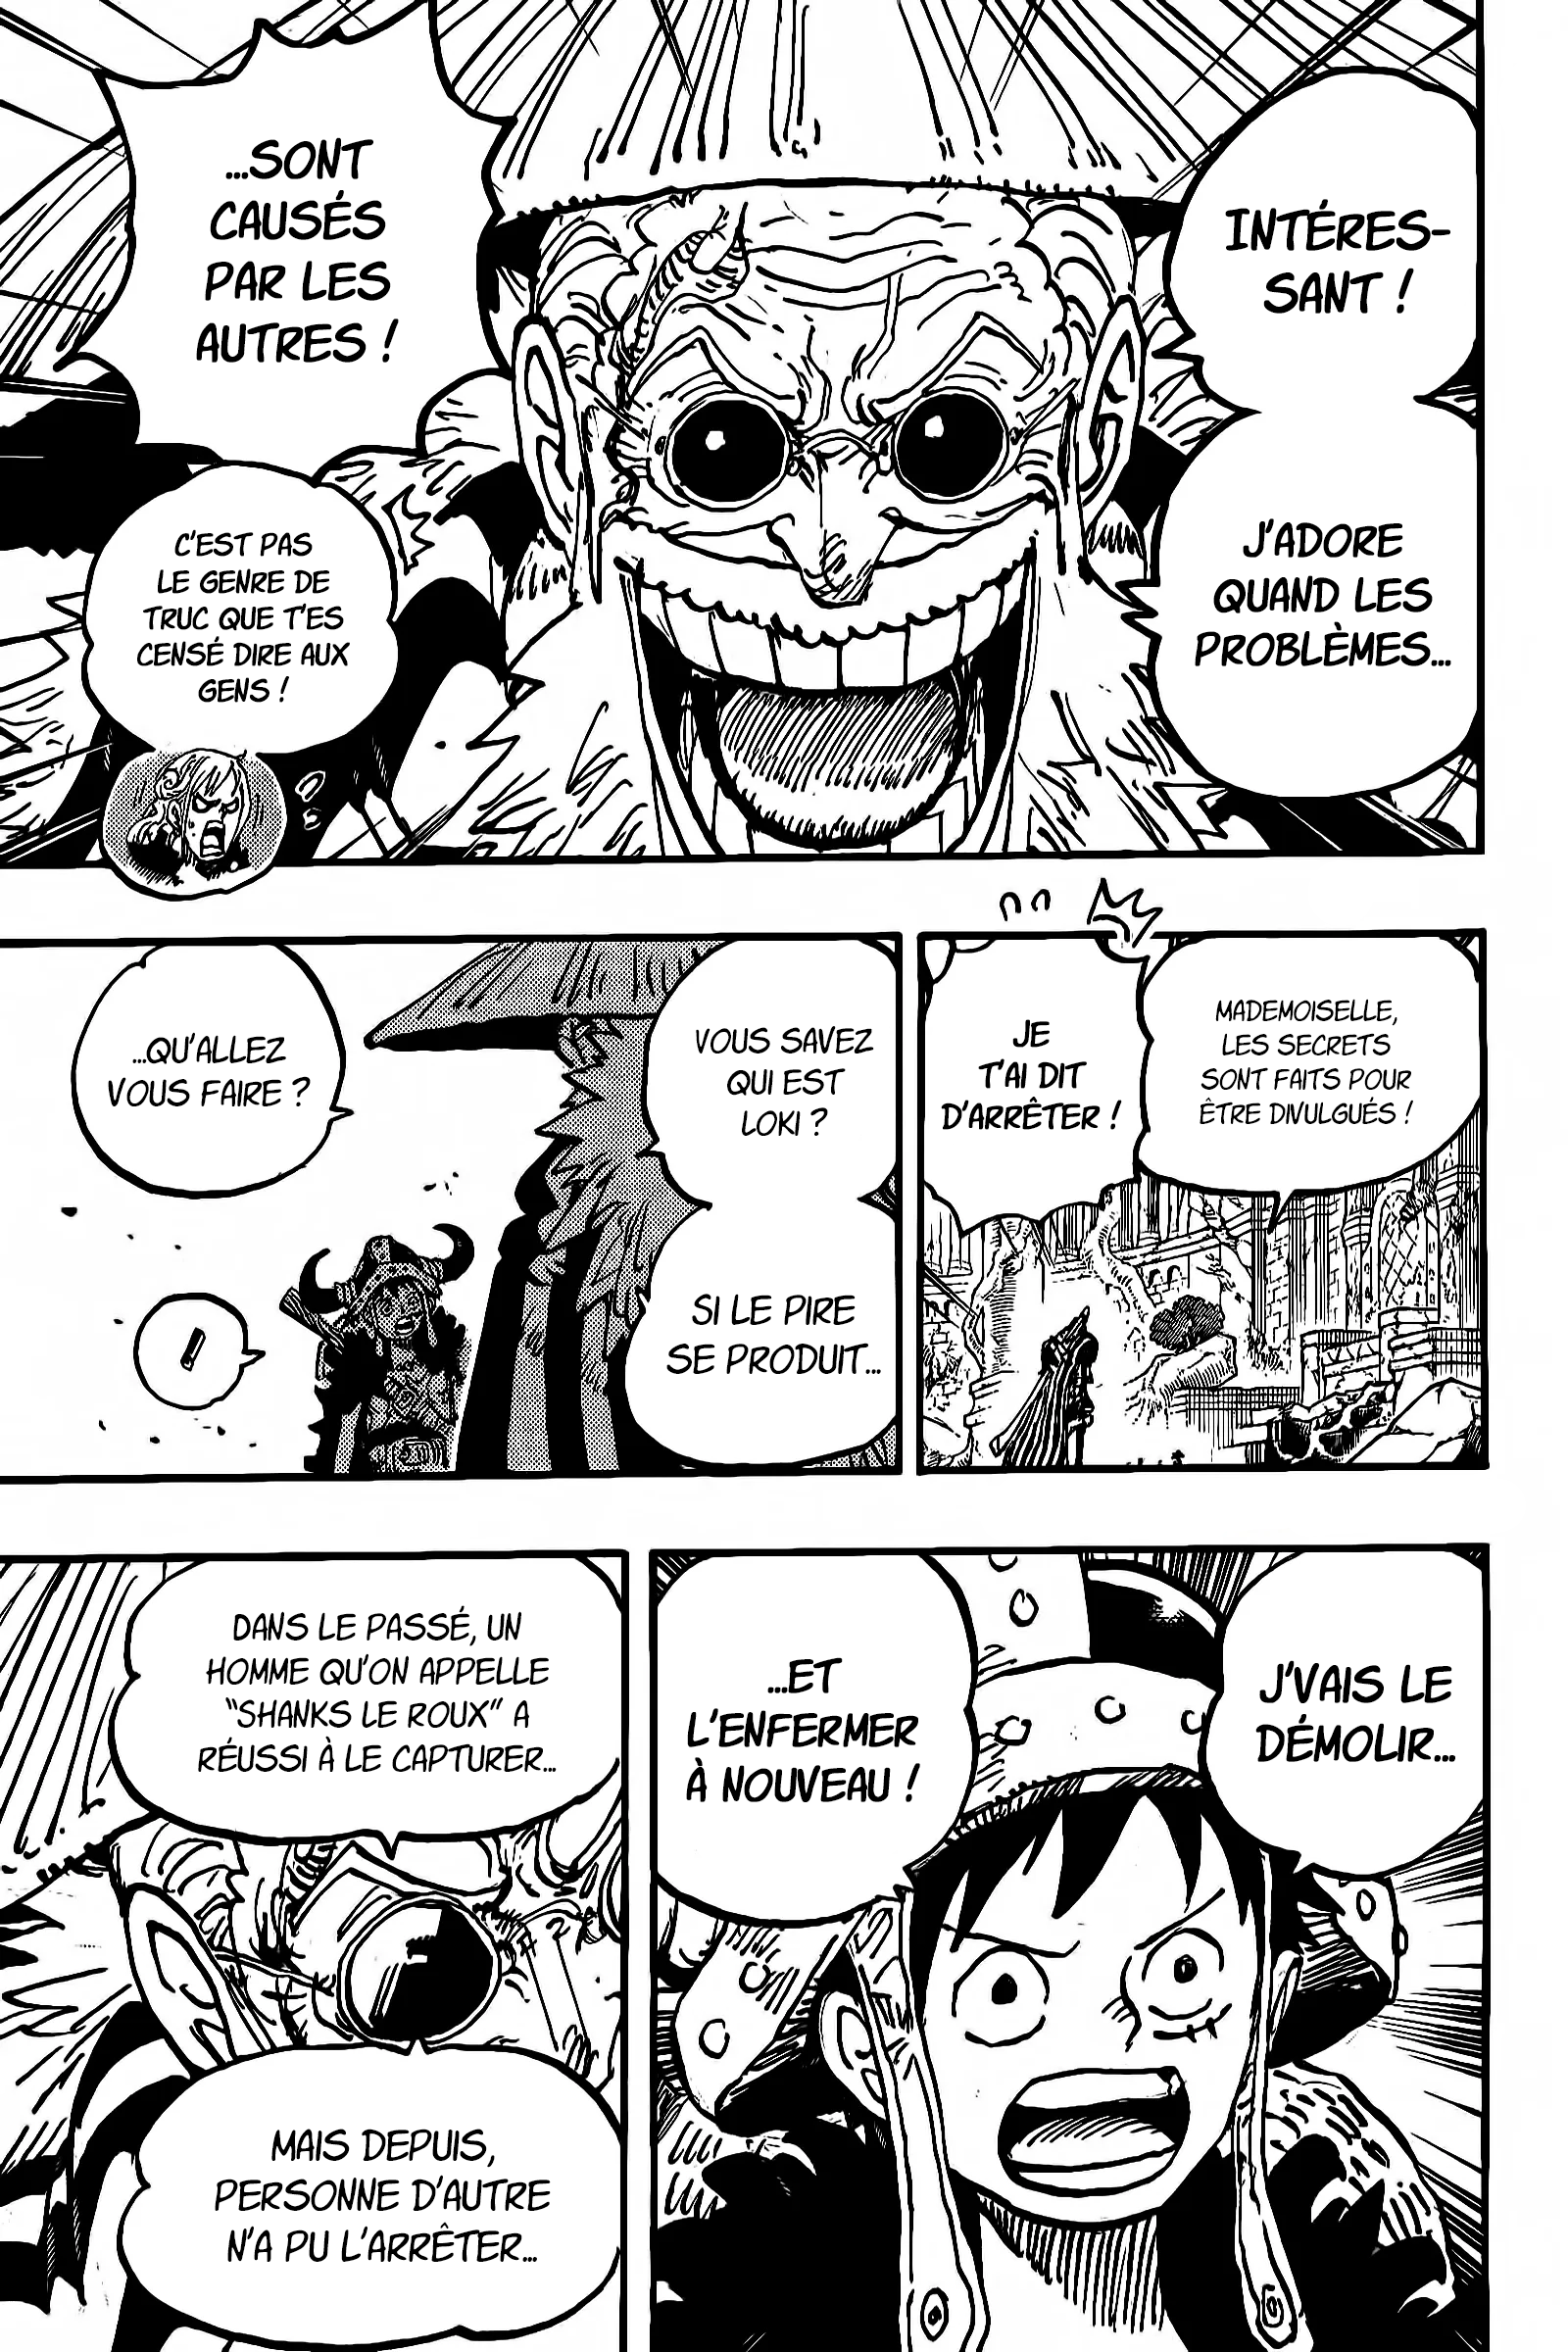 INTÉRES-
SANT !
J'ADORE
QUAND LES
PROBLÈMES...
...SONT
CAUSÉS
PAR LES
AUTRES !
C'EST PAS
LE GENRE DE
TRUC QUE T'ES
CENSÉ DIRE AUX
GENS !
MADEMOISELLE,
LES SECRETS
SONT FAITS POUR
ÊTRE DIVULGUÉS !
JE
T'AI DIT
D'ARRÊTER !
VOUS SAVEZ
QUI EST
LOKI ?
SI LE PIRE
SE PRODUIT...
...QU'ALLEZ
VOUS FAIRE ?
!
J'VAIS LE
DÉMOLIR...
...ET
L'ENFERMER
À NOUVEAU !
DANS LE PASSÉ, UN
HOMME QU'ON APPELLE
"SHANKS LE ROUX" A
RÉUSSI À LE CAPTURER...
MAIS DEPUIS,
PERSONNE D'AUTRE
N'A PU L'ARRÊTER...